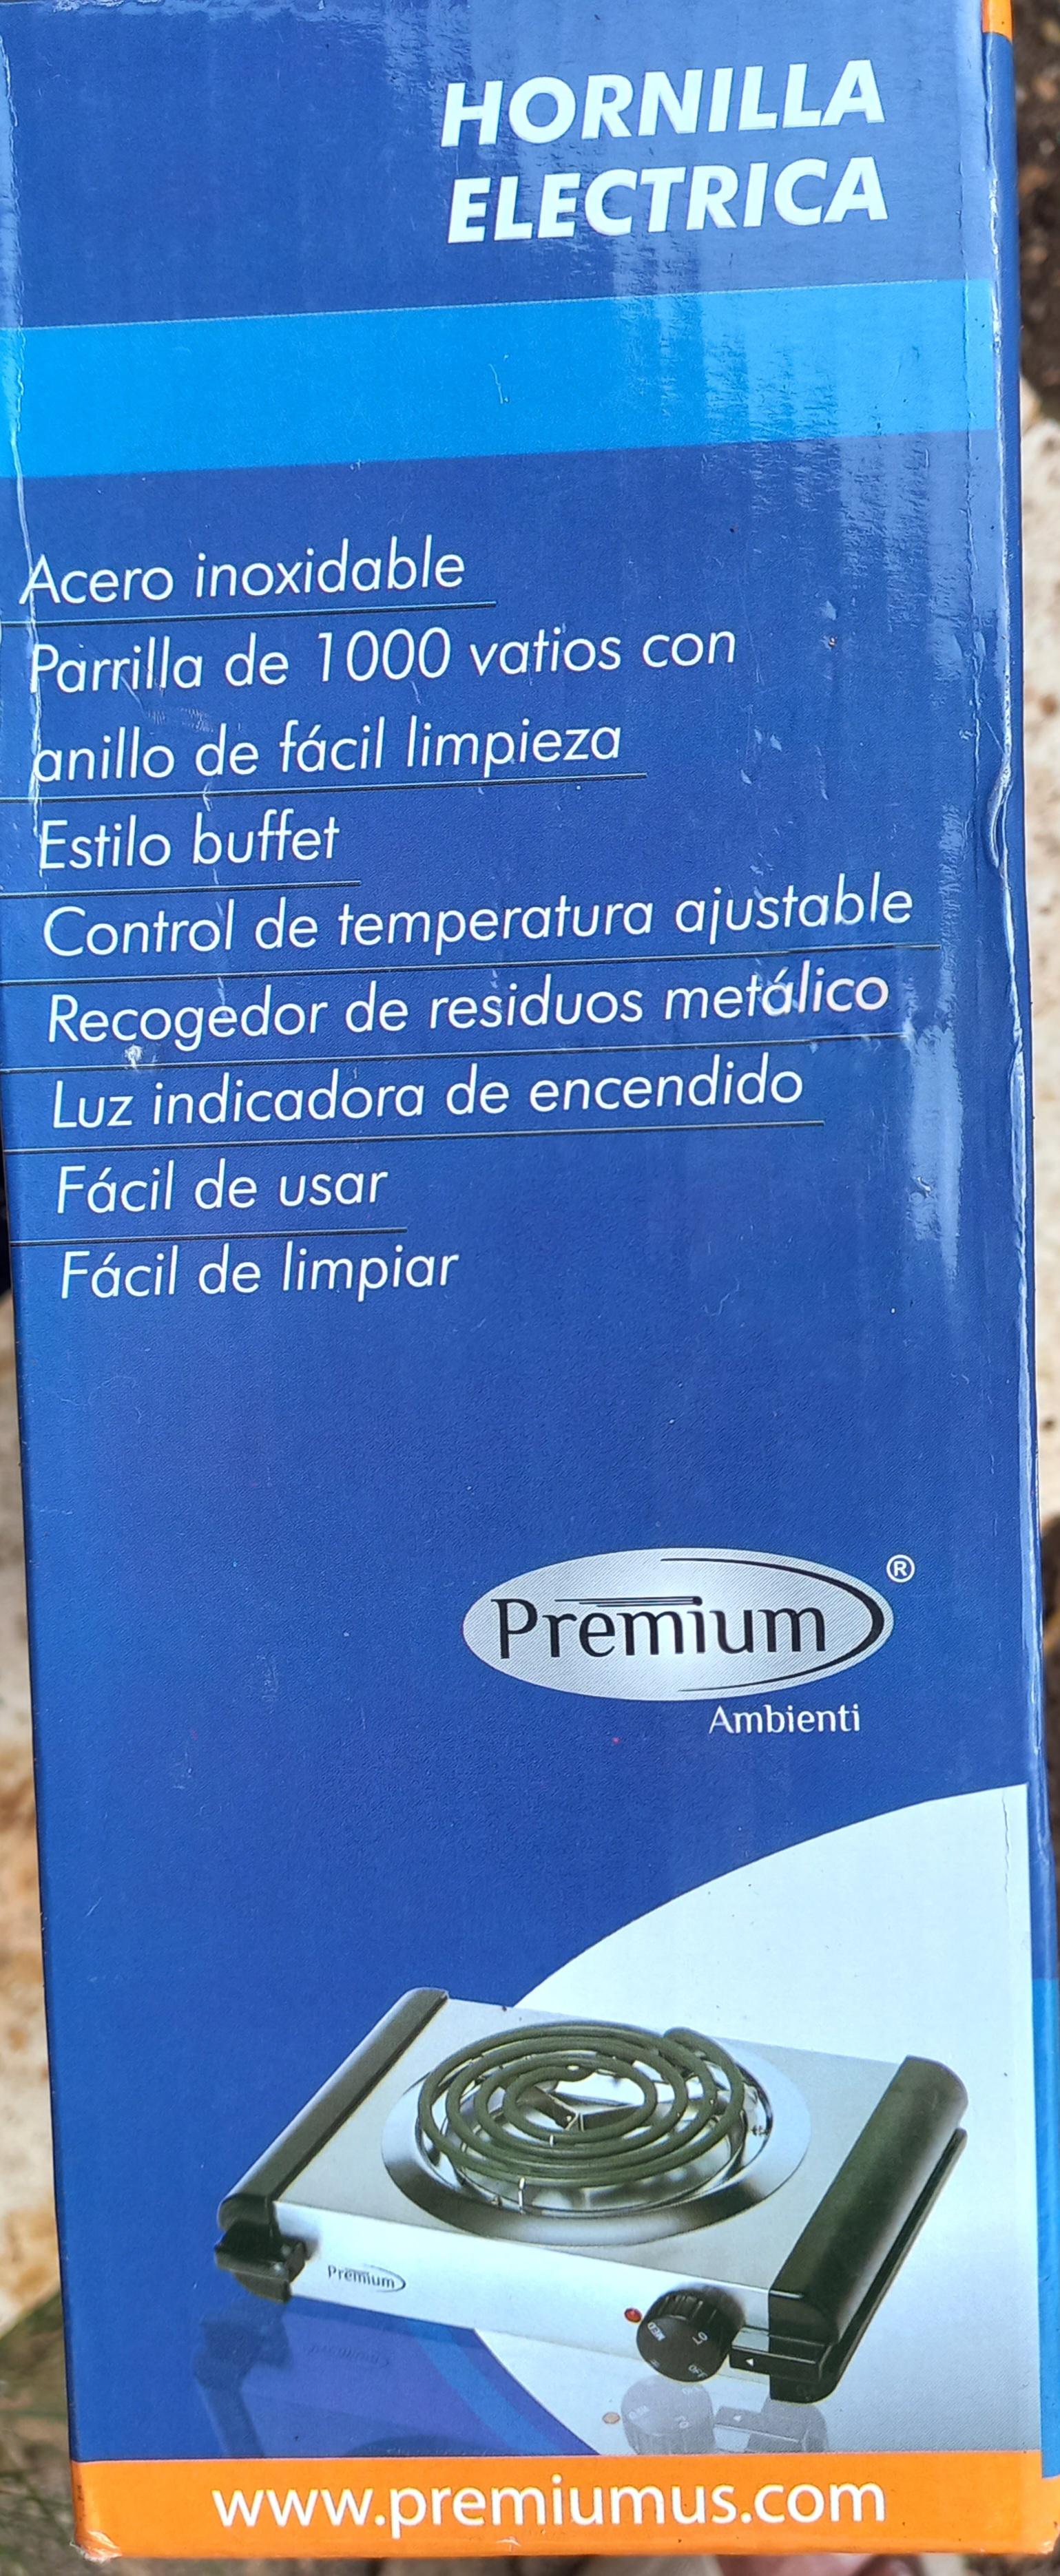 HORNILLA
ELECTRICA
Acero inoxidable
Parrilla de 1000 vatios con
anillo de fácil limpieza
Estilo buffet
Control de temperatura ajustable
Recogedor de residuos metálico
Luz indicadora de encendido
Fácil de usar
Fácil de limpiar
Premium®
Ambienti
Premium
MED
LO
OFF
www.premiumus.com